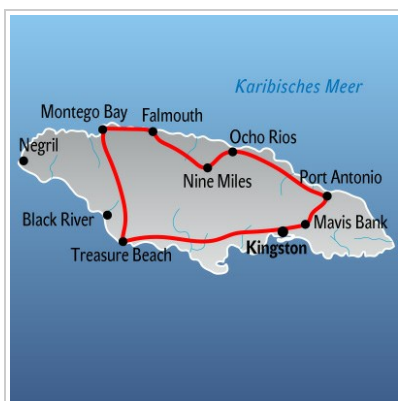 Karibisches Meer
Montego Bay
Falmouth
Ocho Rios
Negril
Nine Miles
Port Antonio
Black River
Mavis Bank
Kingston
Treasure Beach